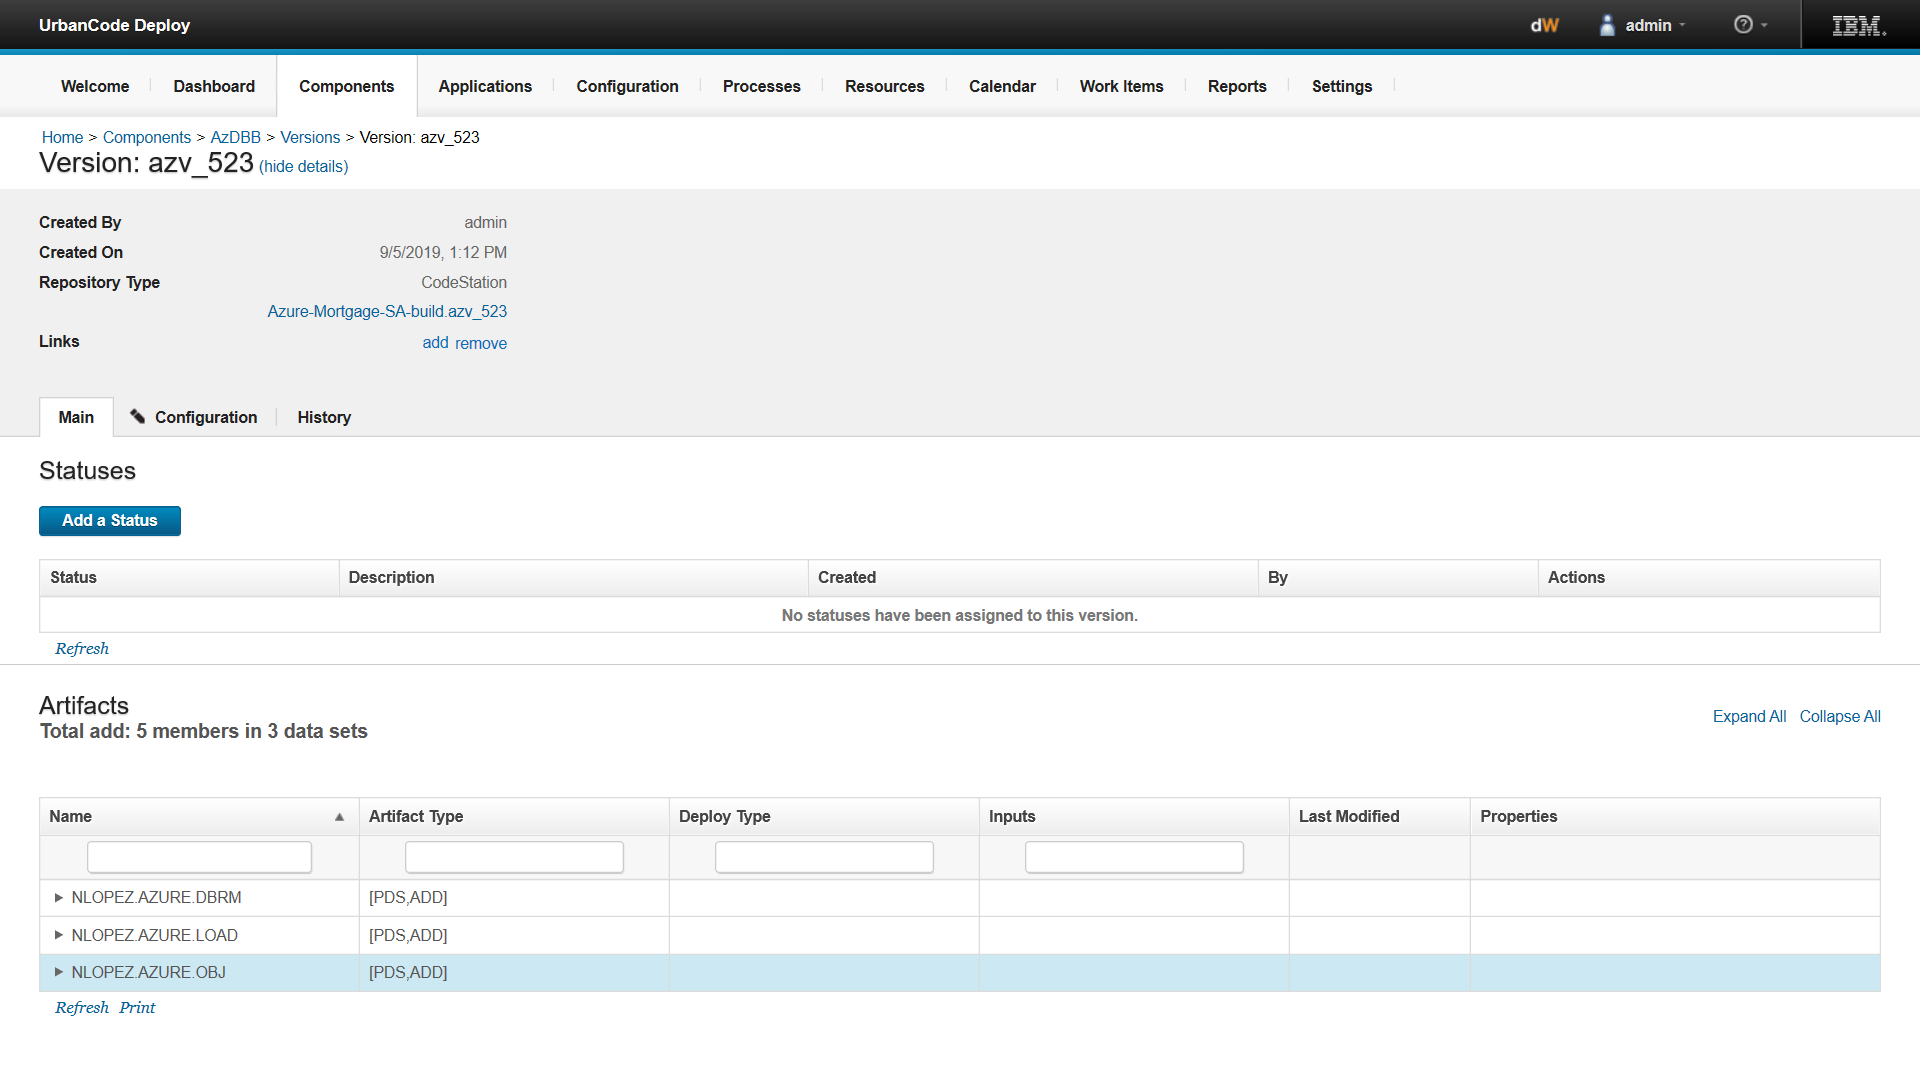 UrbanCode Deploy
dW admin ? IBM.
Welcome Dashboard Components Applications Configuration Processes Resources Calendar Work Items Reports Settings
Home > Components > AzDBB > Versions > Version: azv_523
Version: azv_523 (hide details)
Created By admin
Created On 9/5/2019, 1:12 PM
Repository Type CodeStation
Azure-Mortgage-SA-build.azv_523
Links add remove
Main Configuration History
Statuses
Add a Status
Status Description Created By Actions
No statuses have been assigned to this version.
Refresh
Artifacts
Total add: 5 members in 3 data sets
Expand All Collapse All
Name Artifact Type Deploy Type Inputs Last Modified Properties
NLOPEZ.AZURE.DBRM [PDS,ADD]
NLOPEZ.AZURE.LOAD [PDS,ADD]
NLOPEZ.AZURE.OBJ [PDS,ADD]
Refresh Print